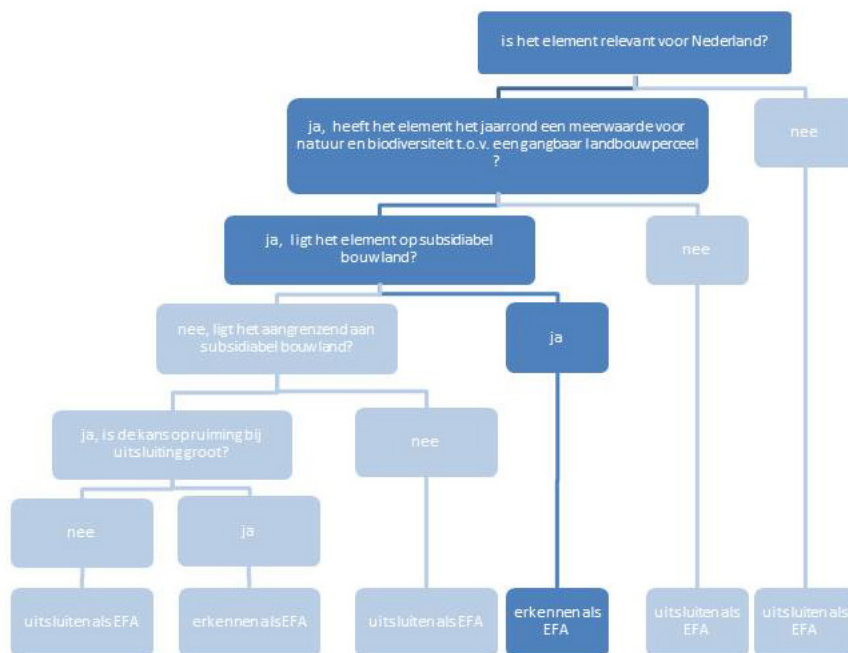 is het element relevant voor Nederland?
ja, heeft het element het jaarrond een meerwaarde voor
natuur en biodiversiteit t.o.v. een gangbaar landbouwperceel
?
nee
ja, ligt het element op subsidiabel
bouwland?
nee
nee, ligt het aangrenzend aan
subsidiabel bouwland?
ja
ja, is de kans op ruiming bij
uitsluiting groot?
nee
nee
ja
uitsluiten als EFA
erkennen als EFA
uitsluiten als EFA
erkennen als
EFA
uitsluiten als
EFA
uitsluiten als
EFA